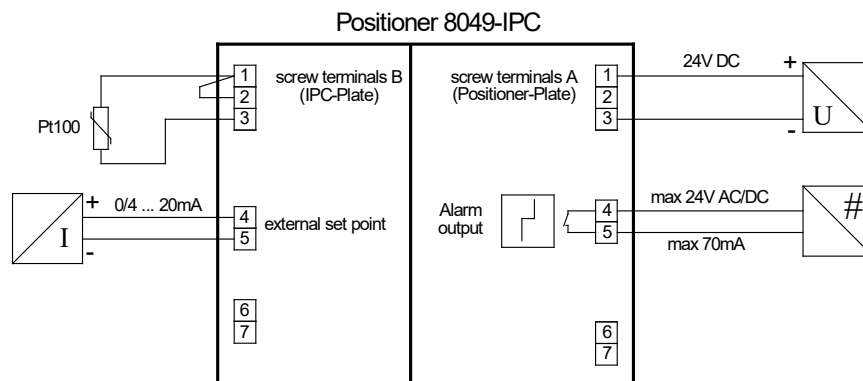 Positioner 8049-IPC
Pt100
1
2
3
screw terminals B
(IPC-Plate)
+
0/4 ... 20mA
I
-
4
5
external set point
6
7
screw terminals A
(Positioner-Plate)
1
2
3
24V DC
+
U
-
Alarm
output
4
5
max 24V AC/DC
max 70mA
#
6
7